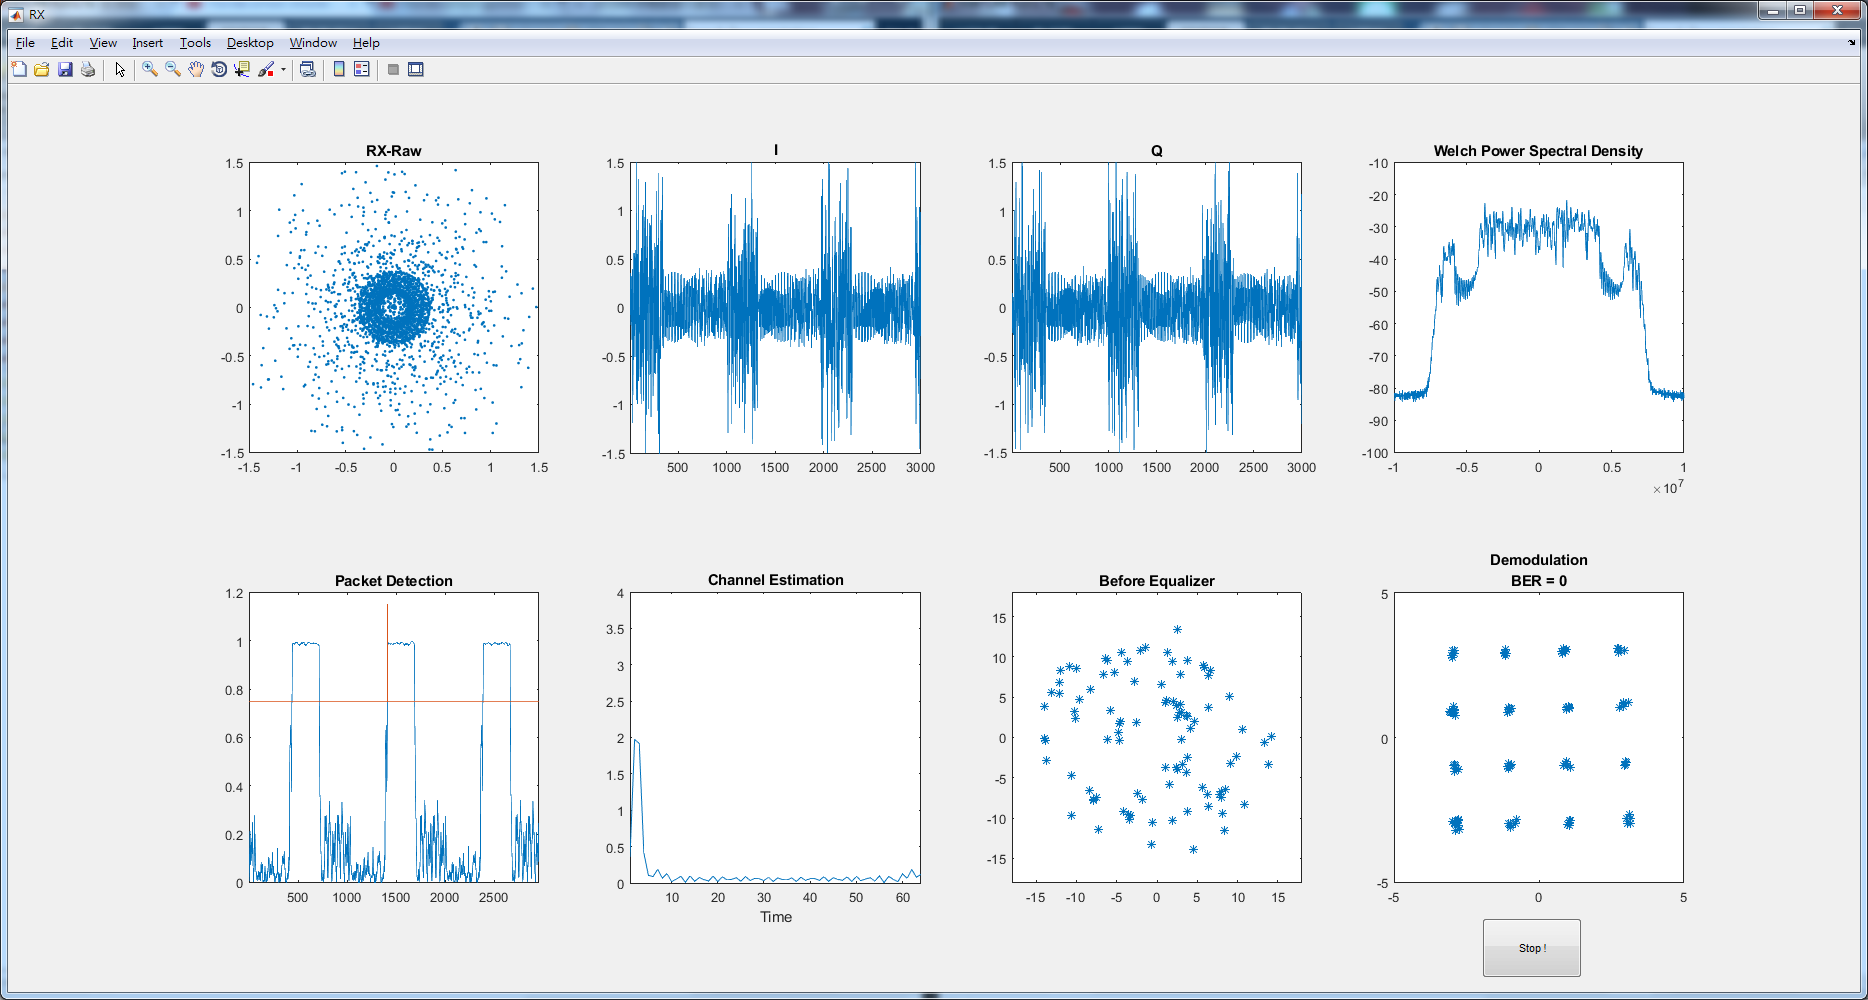 RX
File Edit View Insert Tools Desktop Window Help
RX-Raw
1.5
1
0.5
0
-0.5
-1
-1.5
-1.5 -1 -0.5 0 0.5 1 1.5
I
1.5
1
0.5
0
-0.5
-1
-1.5
500 1000 1500 2000 2500 3000
Q
1.5
1
0.5
0
-0.5
-1
-1.5
500 1000 1500 2000 2500 3000
Welch Power Spectral Density
-10
-20
-30
-40
-50
-60
-70
-80
-90
-100
-1 -0.5 0 0.5 1
×10^7
Packet Detection
1.2
1
0.8
0.6
0.4
0.2
0
500 1000 1500 2000 2500
Channel Estimation
4
3.5
3
2.5
2
1.5
1
0.5
0
10 20 30 40 50 60
Time
Before Equalizer
15
10
5
0
-5
-10
-15
-15 -10 -5 0 5 10 15
Demodulation
BER = 0
5
0
-5
-5 0 5
Stop !